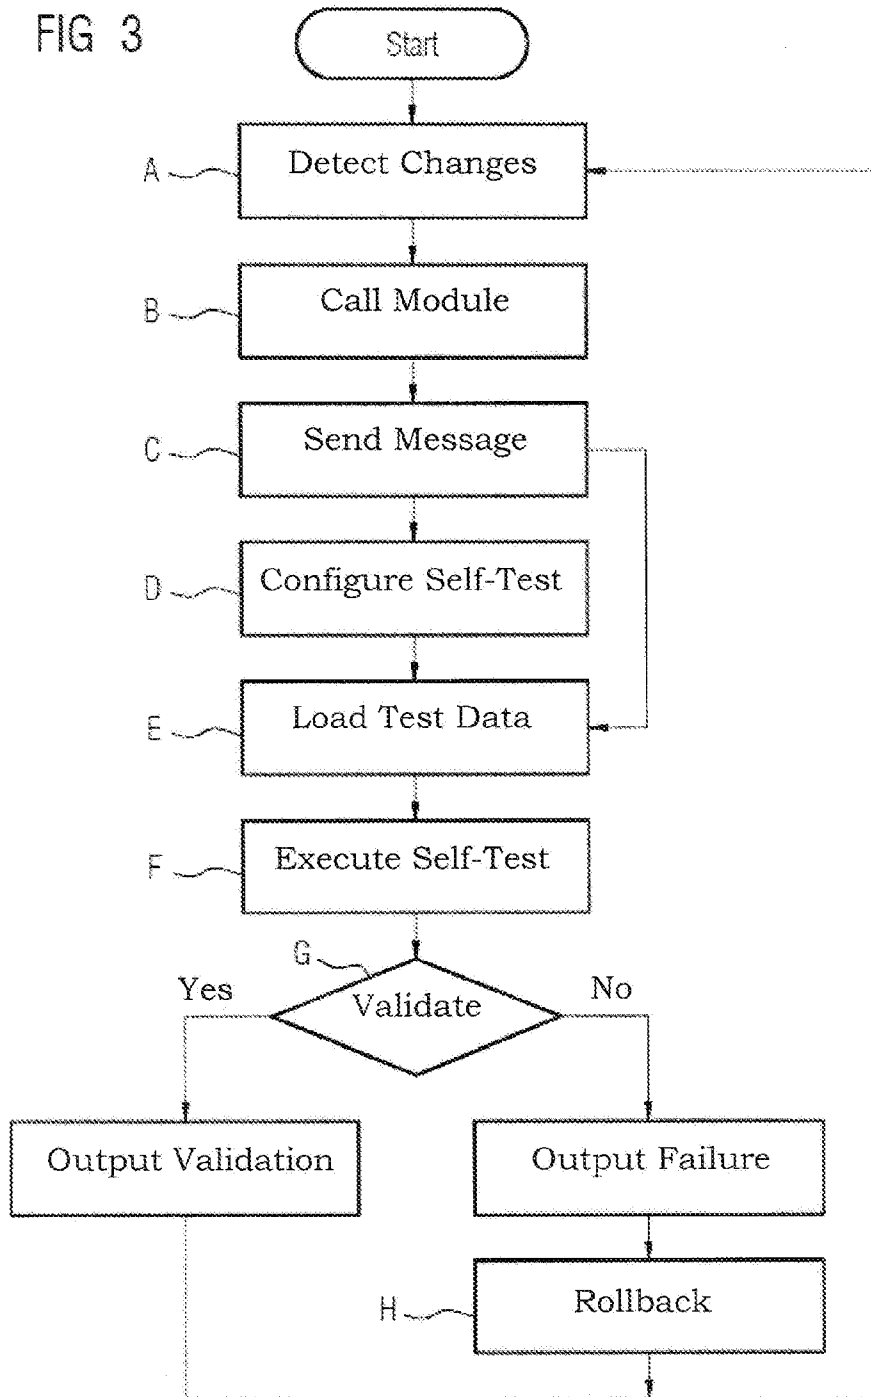 FIG 3
Start
A
Detect Changes
B
Call Module
C
Send Message
D
Configure Self-Test
E
Load Test Data
F
Execute Self-Test
G
Yes
Validate
No
Output Validation
Output Failure
H
Rollback